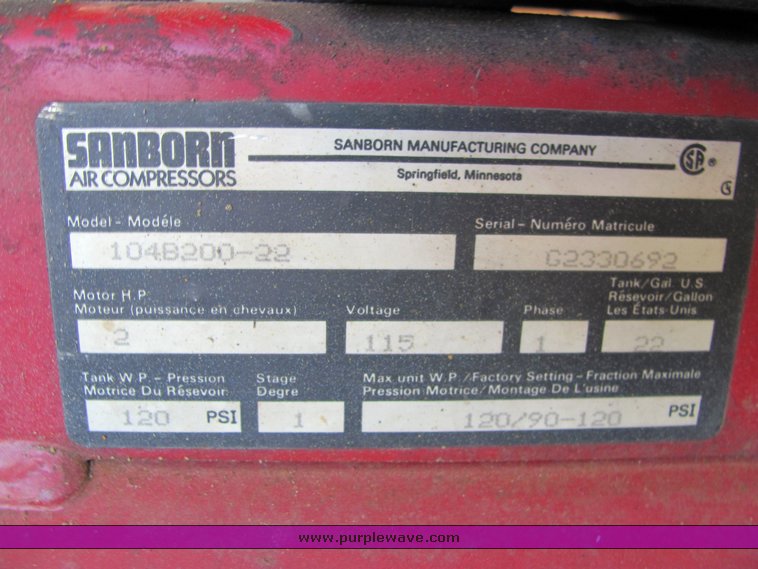 SANBORN
AIR COMPRESSORS
SANBORN MANUFACTURING COMPANY
Springfield, Minnesota
SA ®
Model - Modéle
Serial - Numéro Matricule
104B200-22
G2330692
Motor H.P.
Moteur (puissance en chevaux)
Voltage
Phase
Tank/Gal. U.S.
Résevoir/Gallon
Les États-Unis
2
115
1
22
Tank W.P. - Pression
Motrice Du Résevoir
Stage
Degre
Max unit W.P./Factory Setting - Fraction Maximale
Pression Motrice/Montage De L'usine
120 PSI
1
120/90-120 PSI
www.purplewave.com